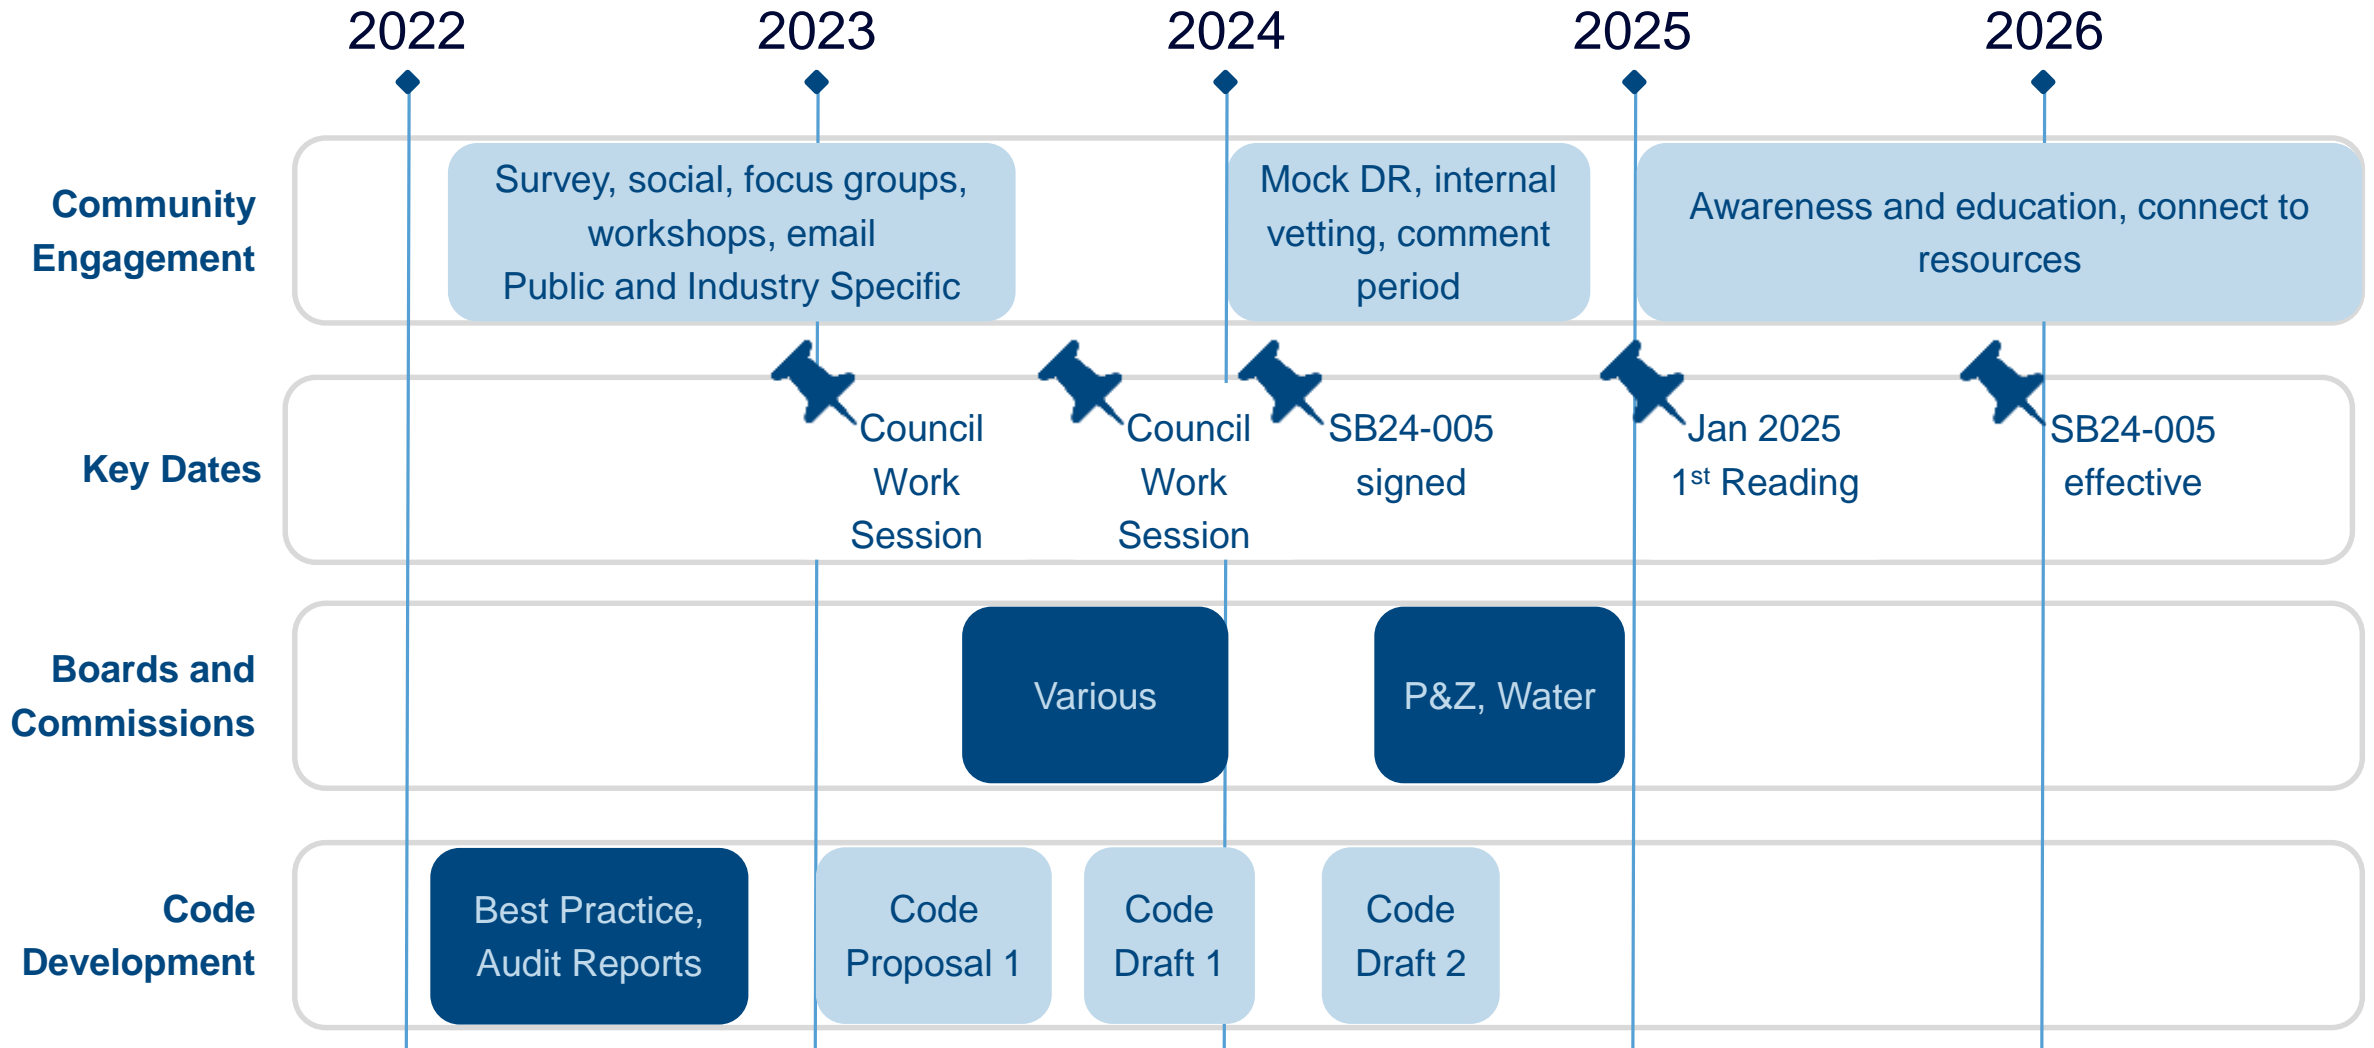 2022
2023
2024
2025
2026
Community
Engagement
Survey, social, focus groups,
workshops, email
Public and Industry Specific
Mock DR, internal
vetting, comment
period
Awareness and education, connect to
resources
Key Dates
Council
Work
Session
Council
Work
Session
SB24-005
signed
Jan 2025
1st Reading
SB24-005
effective
Boards and
Commissions
Various
P&Z, Water
Code
Development
Best Practice,
Audit Reports
Code
Proposal 1
Code
Draft 1
Code
Draft 2